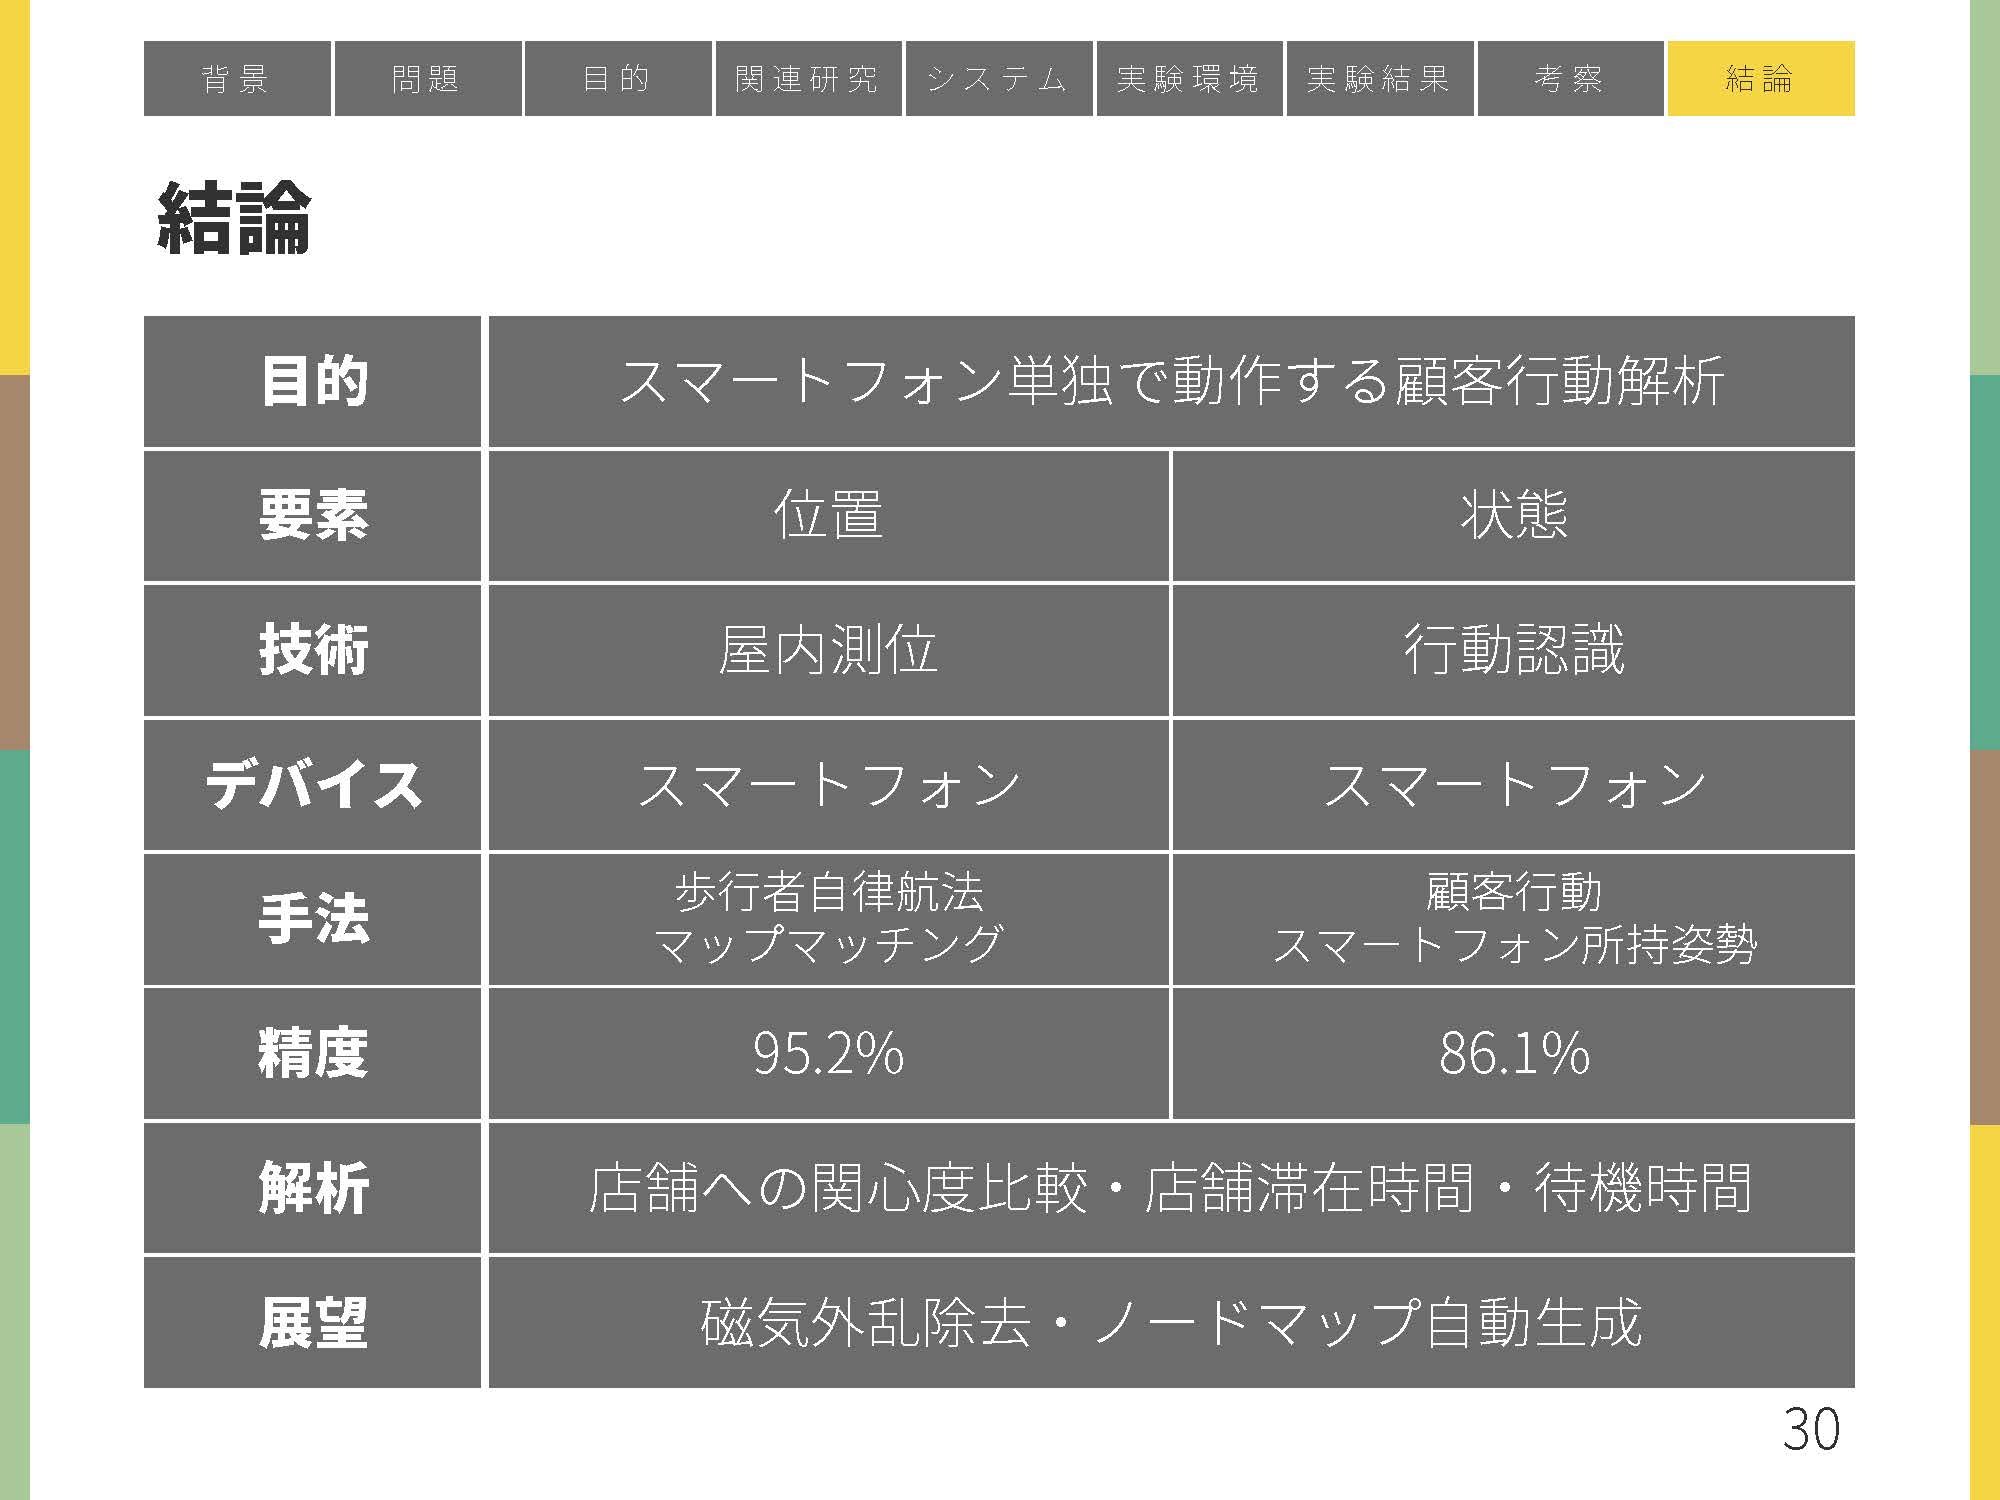 背景 問題 目的 関連研究 システム 実験環境 実験結果 考察 結論
結論
目的 スマートフォン単独で動作する顧客行動解析
要素 位置 状態
技術 屋内測位 行動認識
デバイス スマートフォン スマートフォン
手法 歩行者自律航法 顧客行動
マップマッチング スマートフォン所持姿勢
精度 95.2% 86.1%
解析 店舗への関心度比較・店舗滞在時間・待機時間
展望 磁気外乱除去・ノードマップ自動生成
30